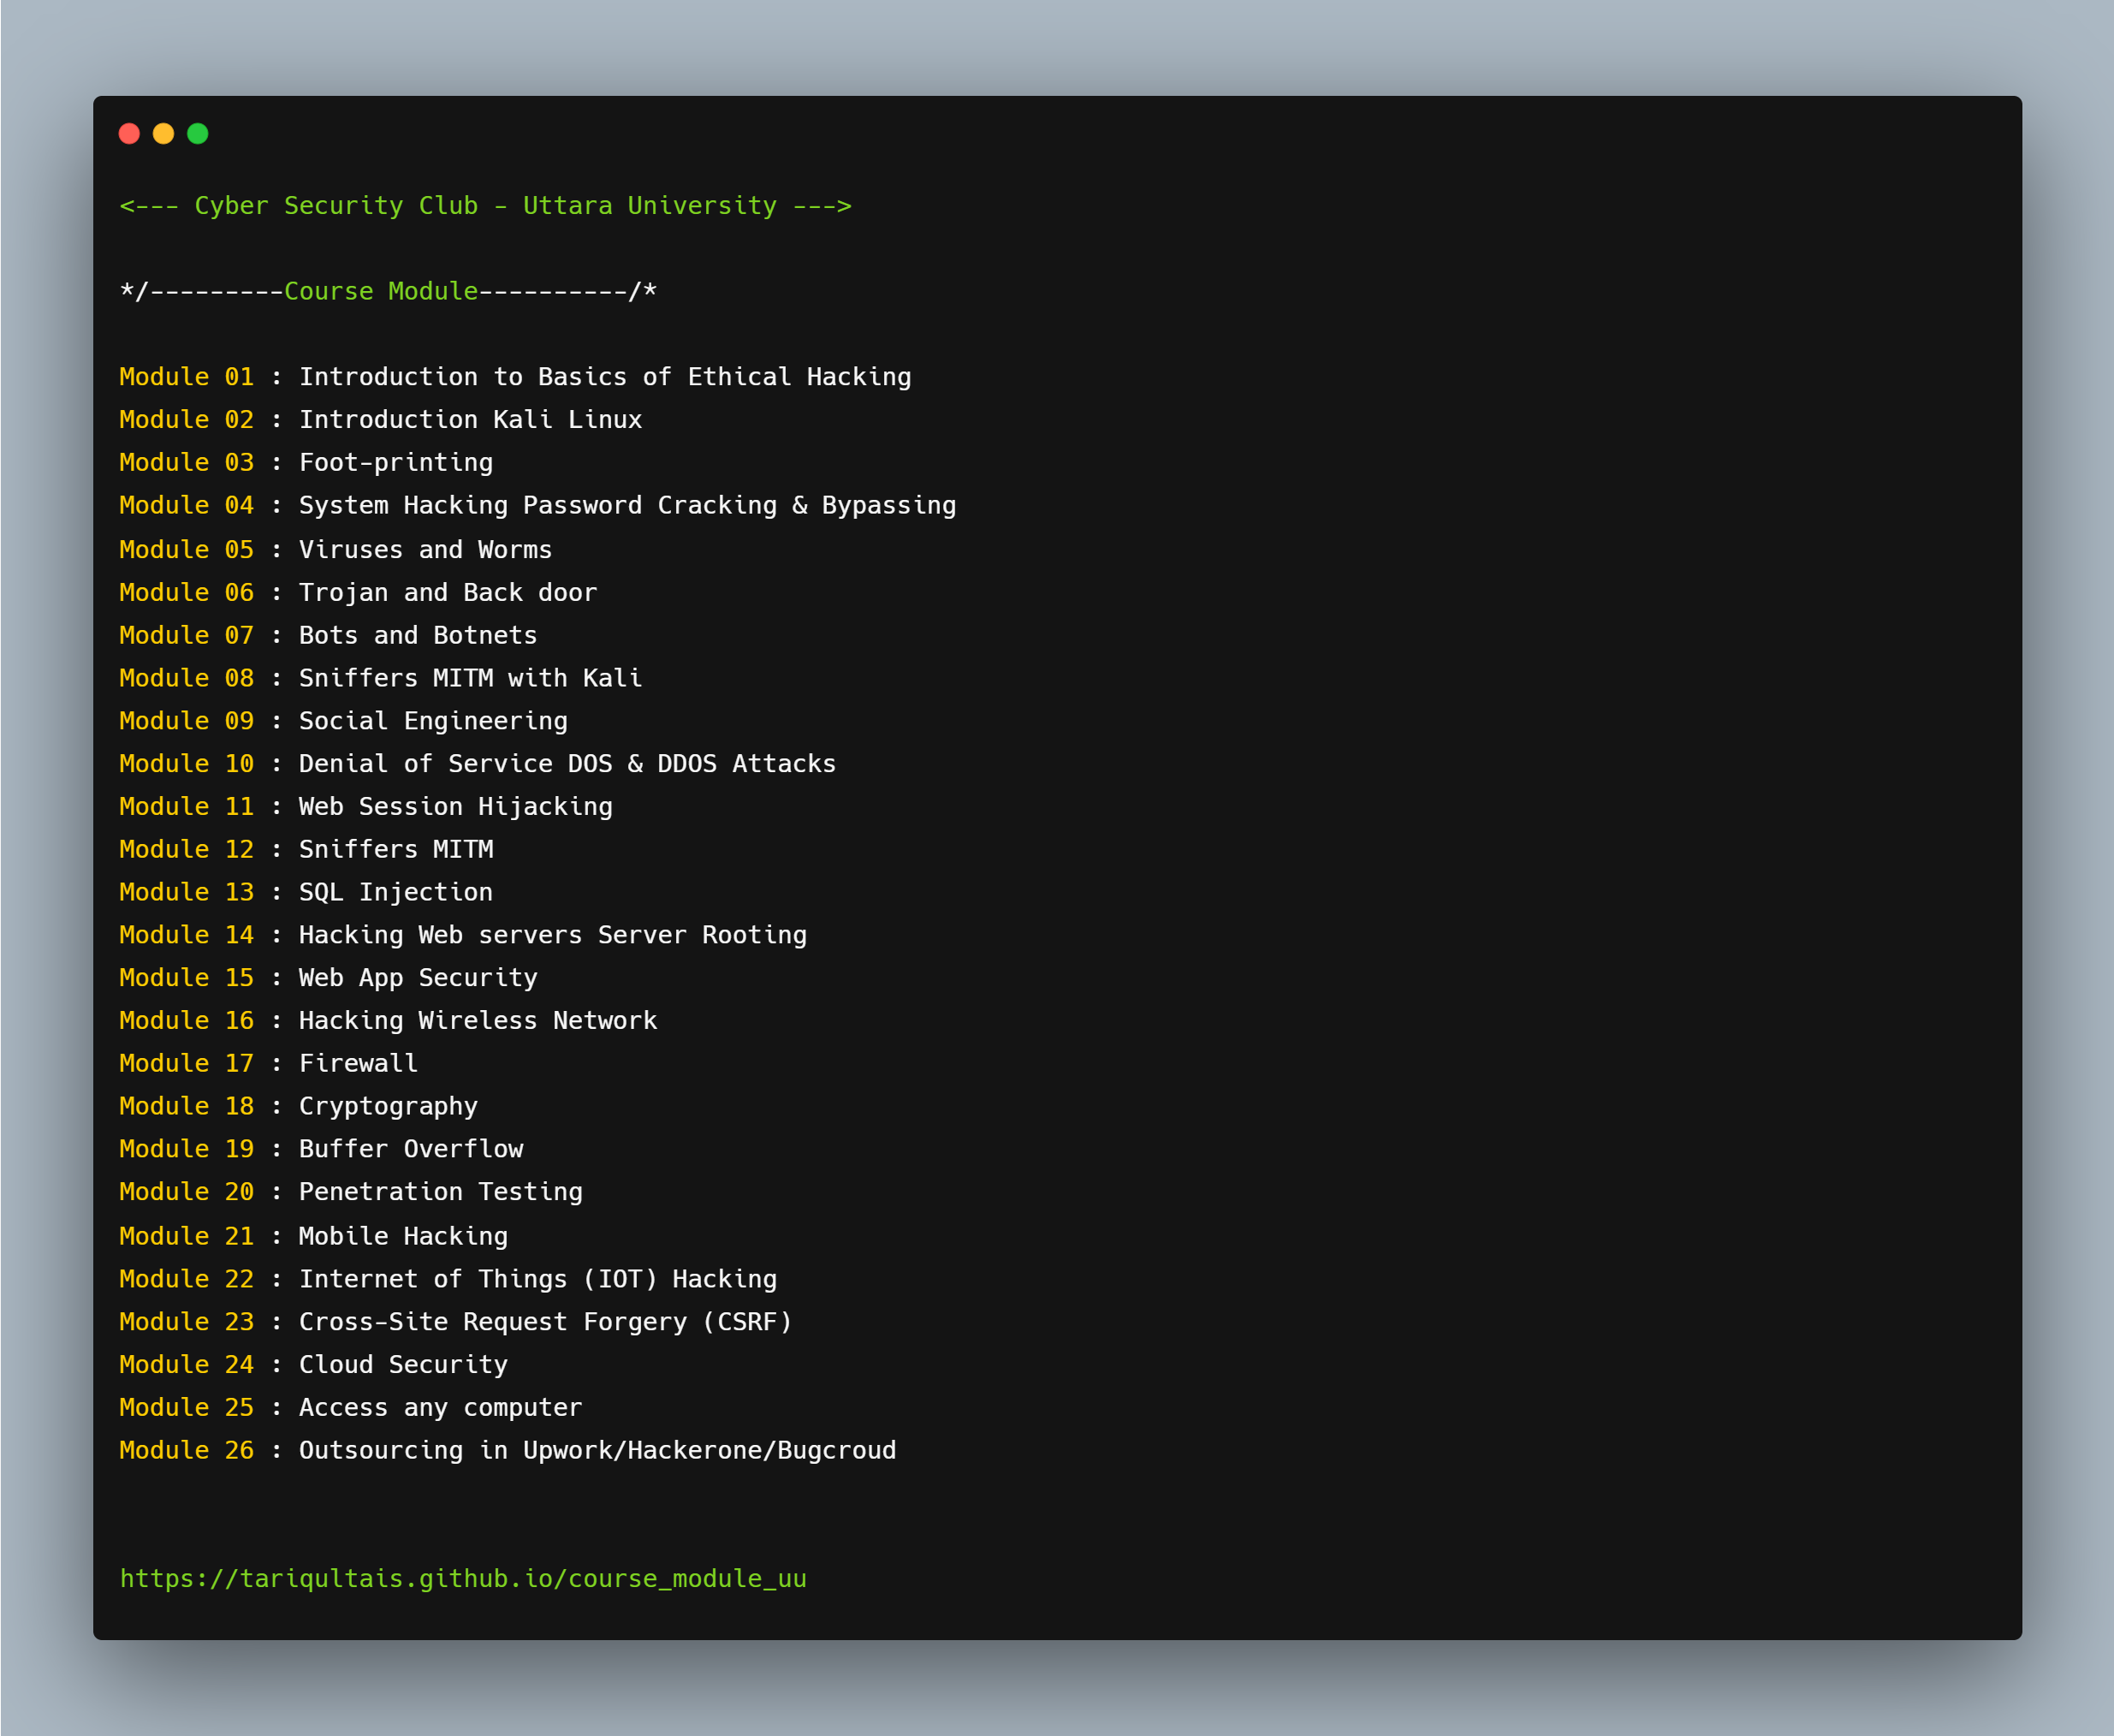 <--- Cyber Security Club - Uttara University --->
*/---------Course Module----------/*
Module 01 : Introduction to Basics of Ethical Hacking
Module 02 : Introduction Kali Linux
Module 03 : Foot-printing
Module 04 : System Hacking Password Cracking & Bypassing
Module 05 : Viruses and Worms
Module 06 : Trojan and Back door
Module 07 : Bots and Botnets
Module 08 : Sniffers MITM with Kali
Module 09 : Social Engineering
Module 10 : Denial of Service DOS & DDOS Attacks
Module 11 : Web Session Hijacking
Module 12 : Sniffers MITM
Module 13 : SQL Injection
Module 14 : Hacking Web servers Server Rooting
Module 15 : Web App Security
Module 16 : Hacking Wireless Network
Module 17 : Firewall
Module 18 : Cryptography
Module 19 : Buffer Overflow
Module 20 : Penetration Testing
Module 21 : Mobile Hacking
Module 22 : Internet of Things (IOT) Hacking
Module 23 : Cross-Site Request Forgery (CSRF)
Module 24 : Cloud Security
Module 25 : Access any computer
Module 26 : Outsourcing in Upwork/Hackerone/Bugcroud
https://tariqultais.github.io/course_module_uu